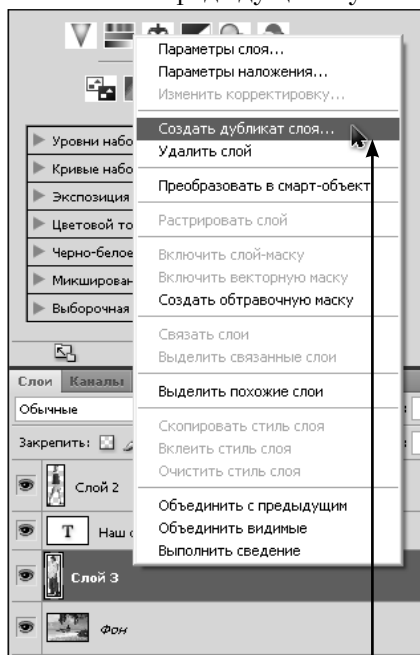 Параметры слоя...
Параметры наложения...
Изменить корректировку...
Создать дубликат слоя...
Удалить слой
Преобразовать в смарт-объект
Растрировать слой
Включить слой-маску
Включить векторную маску
Создать обтравочную маску
Связать слои
Выделить связанные слои
Выделить похожие слои
Скопировать стиль слоя
Вклеить стиль слоя
Очистить стиль слоя
Объединить с предыдущим
Объединить видимые
Выполнить сведение
Уровни набо
Кривые набо
Экспозиция
Цветовой то
Черно-белое
Микширован
Выборочная
Слои Каналы
Обычные
Закрепить:
Слой 2
T Наш
Слой 3
Фон